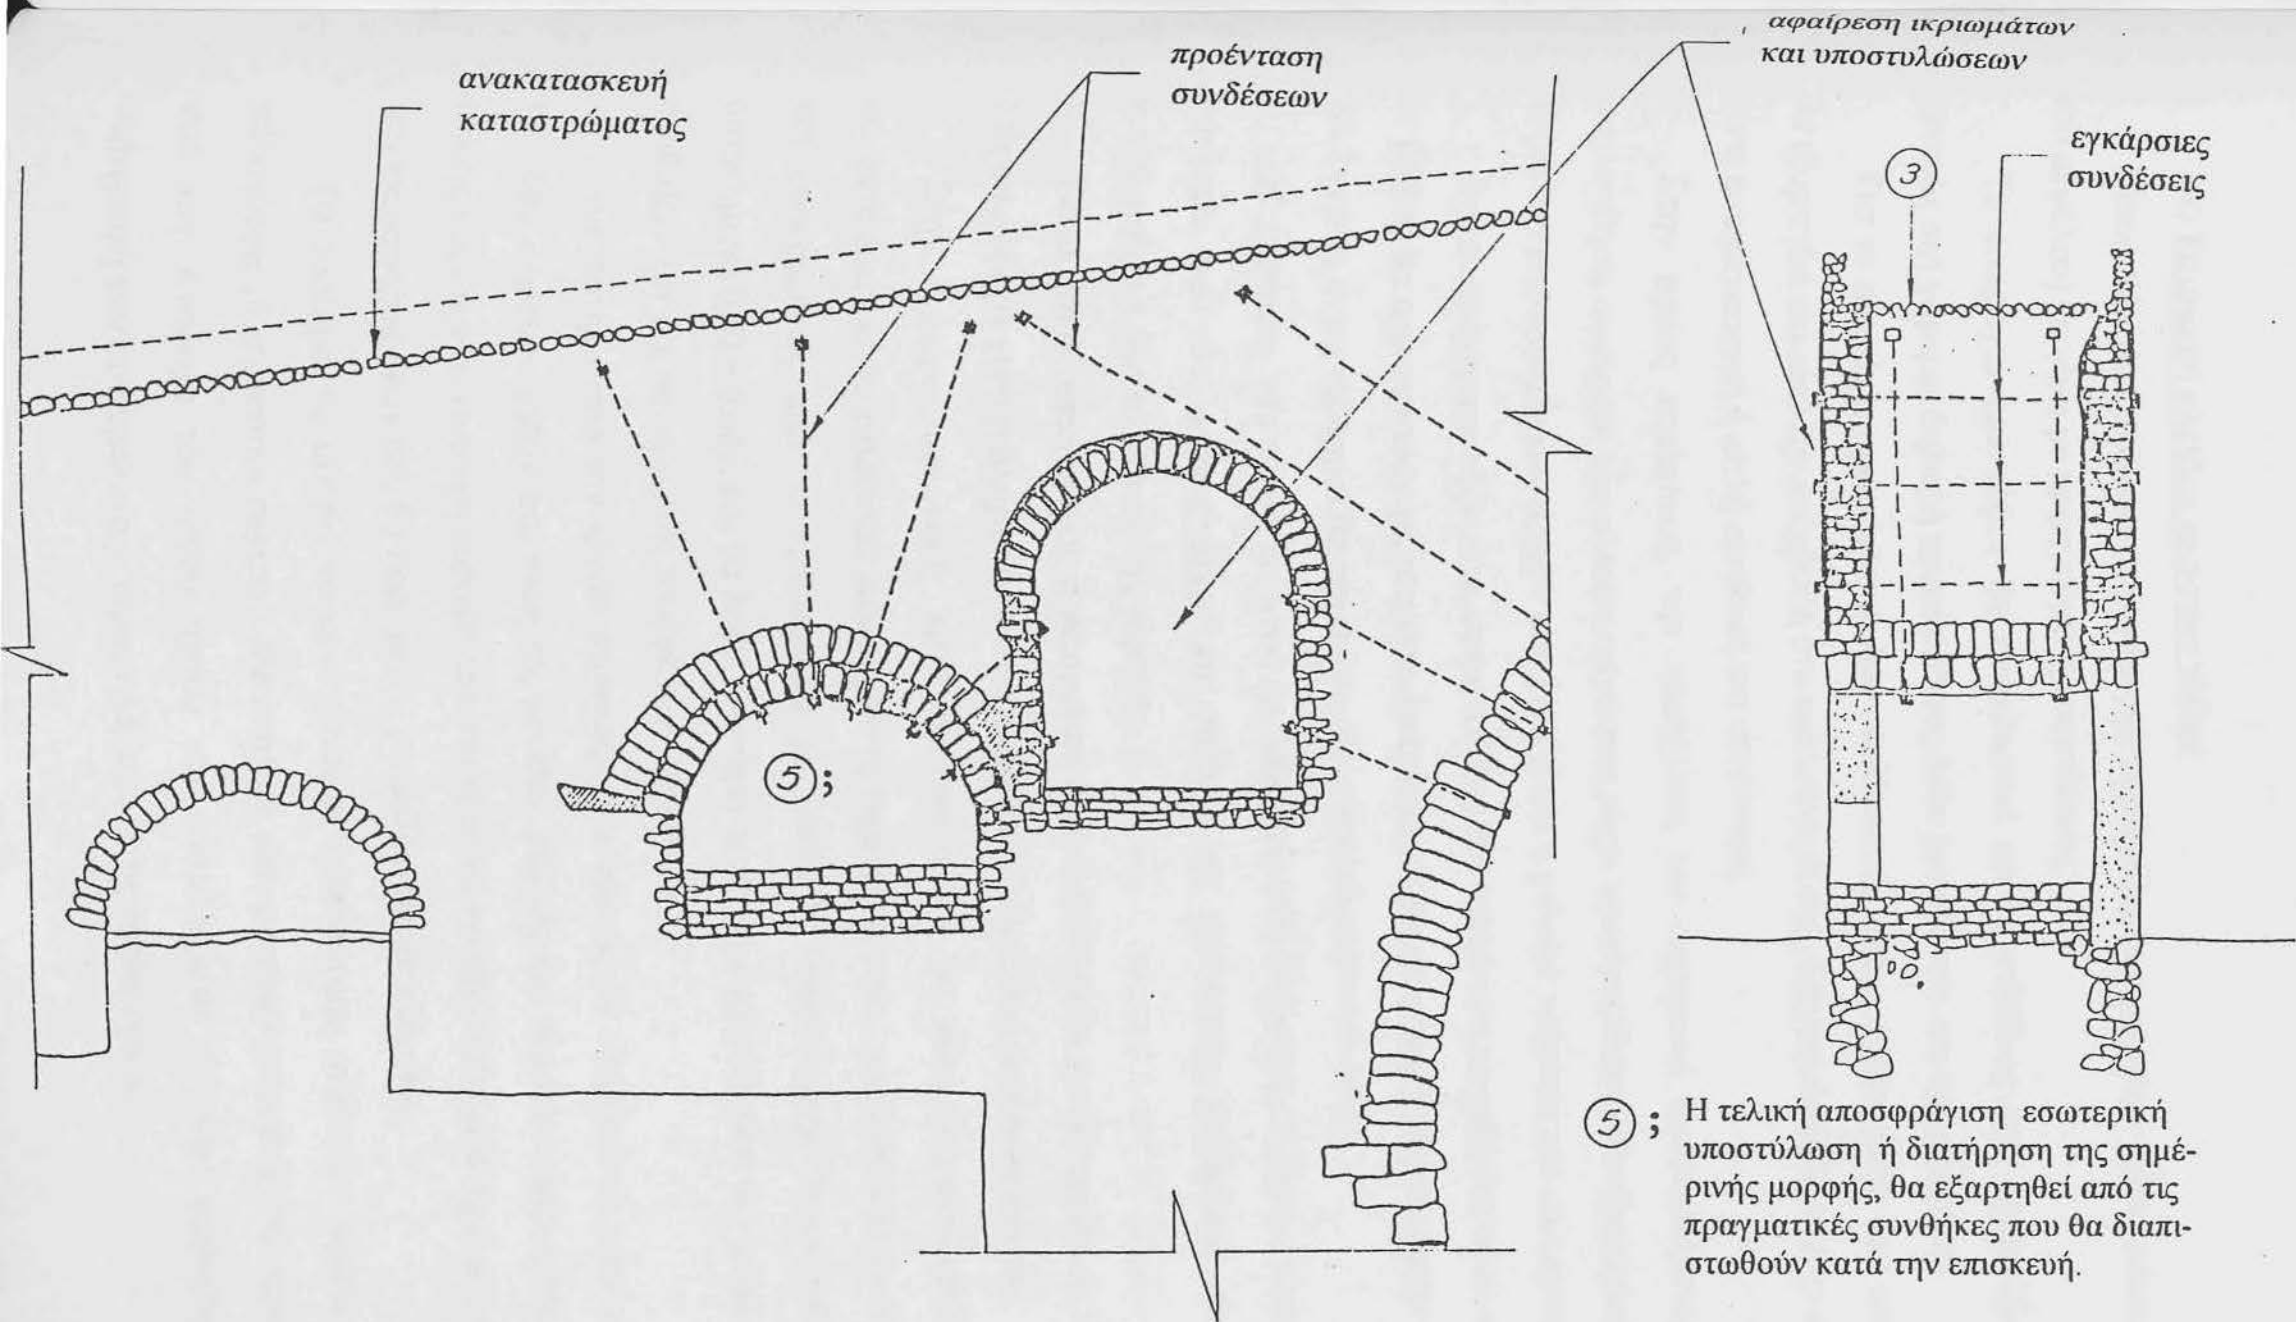 ανακατασκευή
καταστρώματος
προένταση
συνδέσεων
αφαίρεση ικριωμάτων
και υποστυλώσεων
3
εγκάρσιες
συνδέσεις
5;
5; Η τελική αποσφράγιση εσωτερική
υποστύλωση ή διατήρηση της σημέ-
ρινής μορφής, θα εξαρτηθεί από τις
πραγματικές συνθήκες που θα διαπι-
στωθούν κατά την επισκευή.